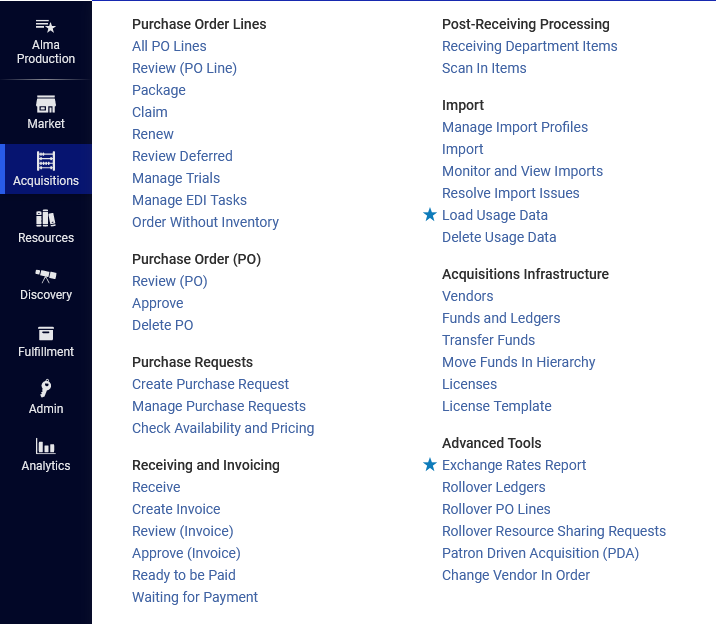 Alma
Production
Market
Acquisitions
Resources
Discovery
Fulfillment
Admin
Analytics
Purchase Order Lines
All PO Lines
Review (PO Line)
Package
Claim
Renew
Review Deferred
Manage Trials
Manage EDI Tasks
Order Without Inventory
Purchase Order (PO)
Review (PO)
Approve
Delete PO
Purchase Requests
Create Purchase Request
Manage Purchase Requests
Check Availability and Pricing
Receiving and Invoicing
Receive
Create Invoice
Review (Invoice)
Approve (Invoice)
Ready to be Paid
Waiting for Payment
Post-Receiving Processing
Receiving Department Items
Scan In Items
Import
Manage Import Profiles
Import
Monitor and View Imports
Resolve Import Issues
Load Usage Data
Delete Usage Data
Acquisitions Infrastructure
Vendors
Funds and Ledgers
Transfer Funds
Move Funds In Hierarchy
Licenses
License Template
Advanced Tools
Exchange Rates Report
Rollover Ledgers
Rollover PO Lines
Rollover Resource Sharing Requests
Patron Driven Acquisition (PDA)
Change Vendor In Order